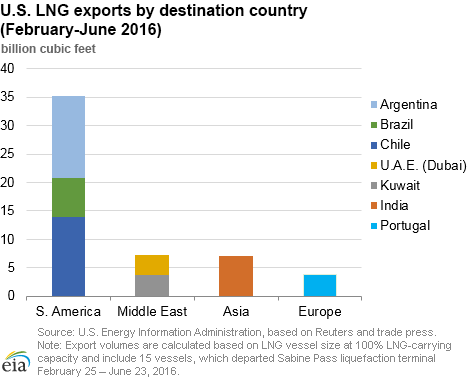 U.S. LNG exports by destination country
(February-June 2016)
billion cubic feet
40
35
30
25
20
15
10
5
0
S. America Middle East Asia Europe
Argentina
Brazil
Chile
U.A.E. (Dubai)
Kuwait
India
Portugal
Source: U.S. Energy Information Administration, based on Reuters and trade press.
Note: Export volumes are calculated based on LNG vessel size at 100% LNG-carrying
capacity and include 15 vessels, which departed Sabine Pass liquefaction terminal
February 25 – June 23, 2016.
eia